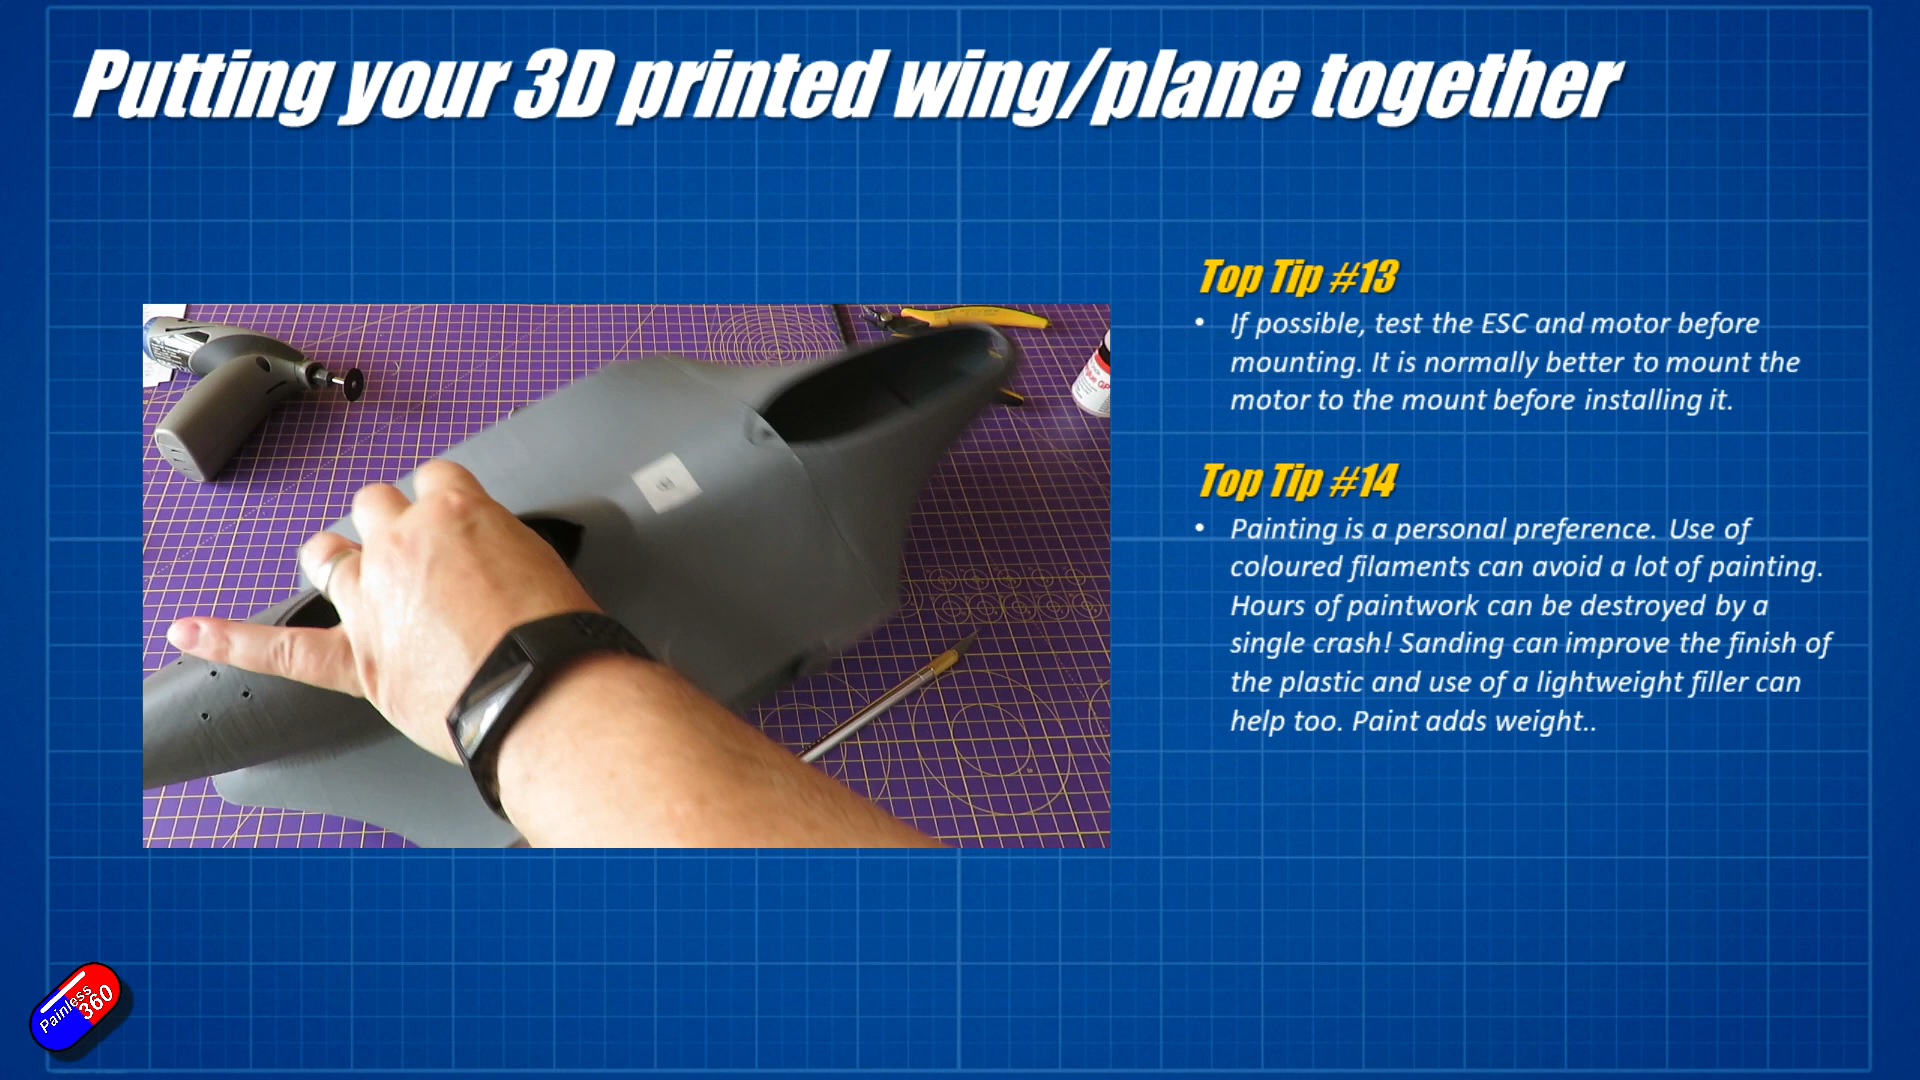 Putting your 3D printed wing/plane together
Top Tip #13
• If possible, test the ESC and motor before
mounting. It is normally better to mount the
motor to the mount before installing it.
Top Tip #14
• Painting is a personal preference. Use of
coloured filaments can avoid a lot of painting.
Hours of paintwork can be destroyed by a
single crash! Sanding can improve the finish of
the plastic and use of a lightweight filler can
help too. Paint adds weight..
Painless
360